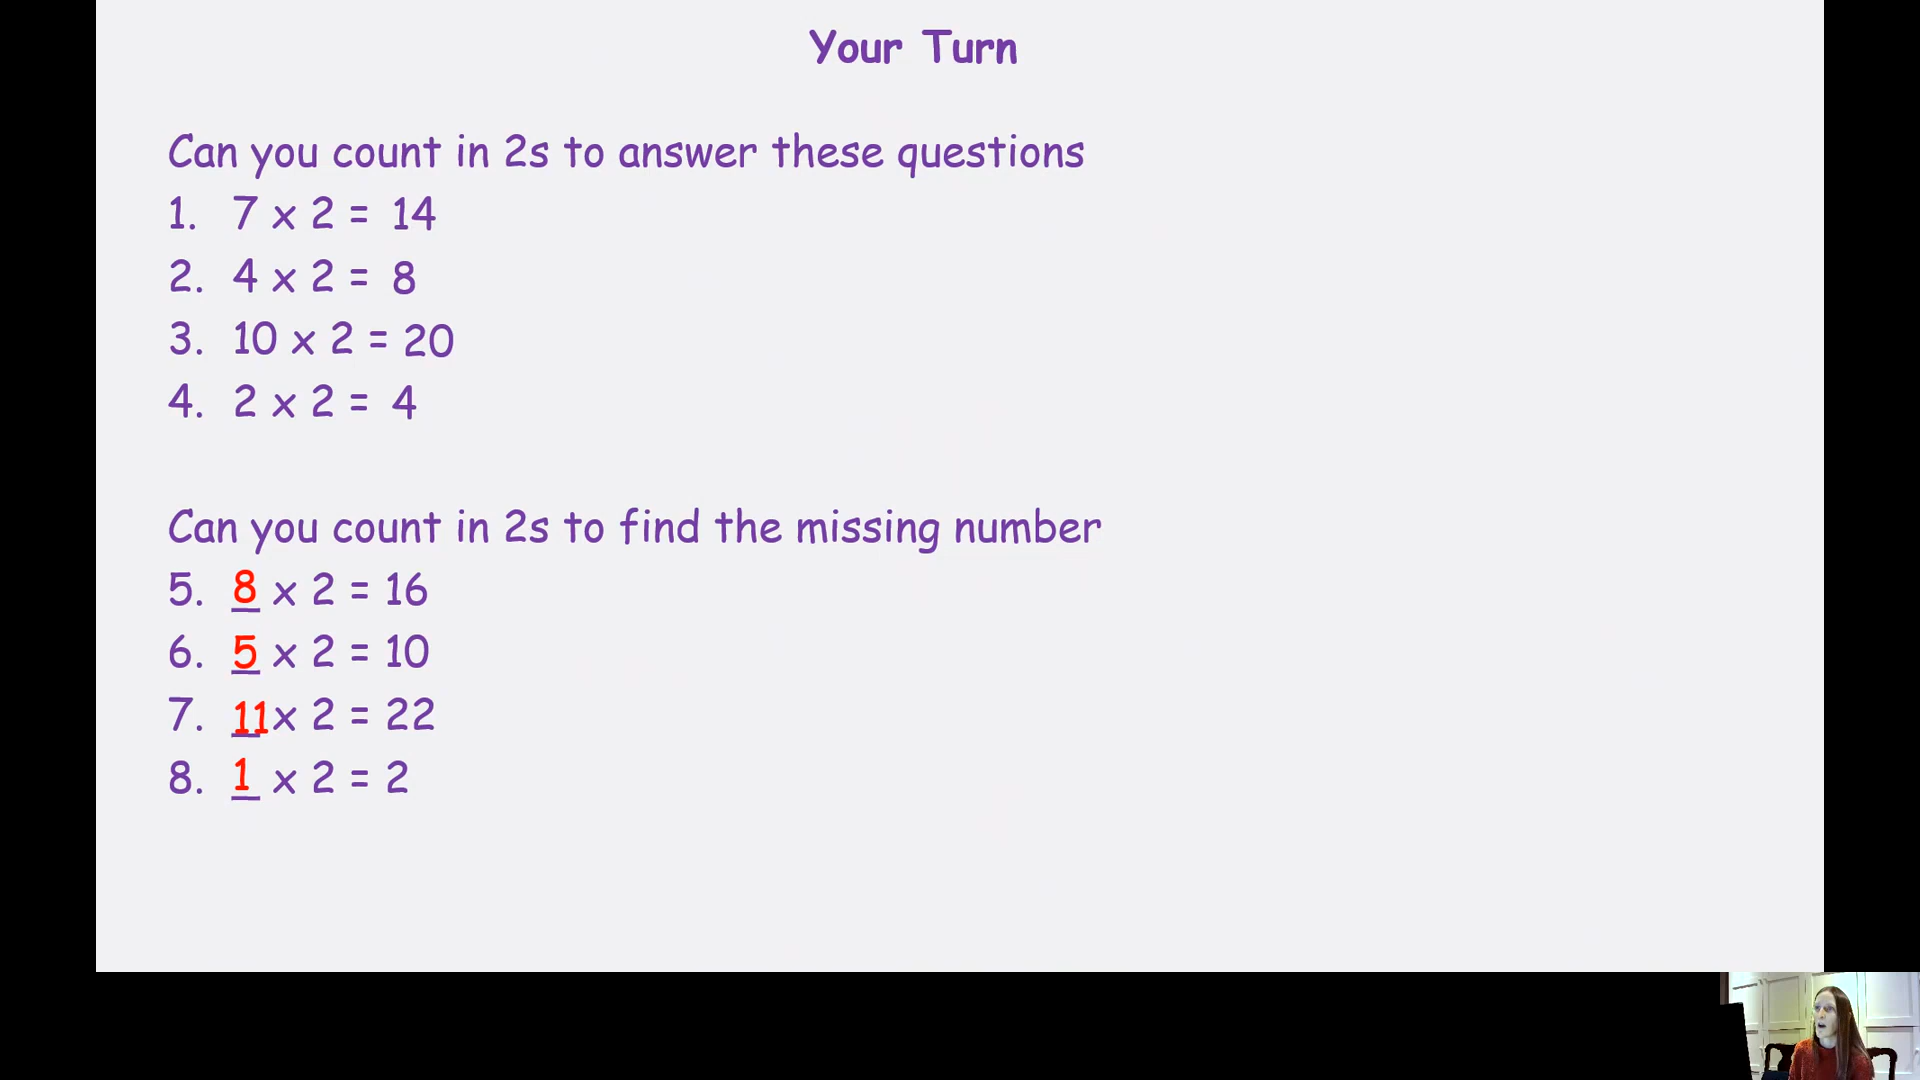 Your Turn
Can you count in 2s to answer these questions
1. 7 x 2 = 14
2. 4 x 2 = 8
3. 10 x 2 = 20
4. 2 x 2 = 4
Can you count in 2s to find the missing number
5. 8 x 2 = 16
6. 5 x 2 = 10
7. 11 x 2 = 22
8. 1 x 2 = 2